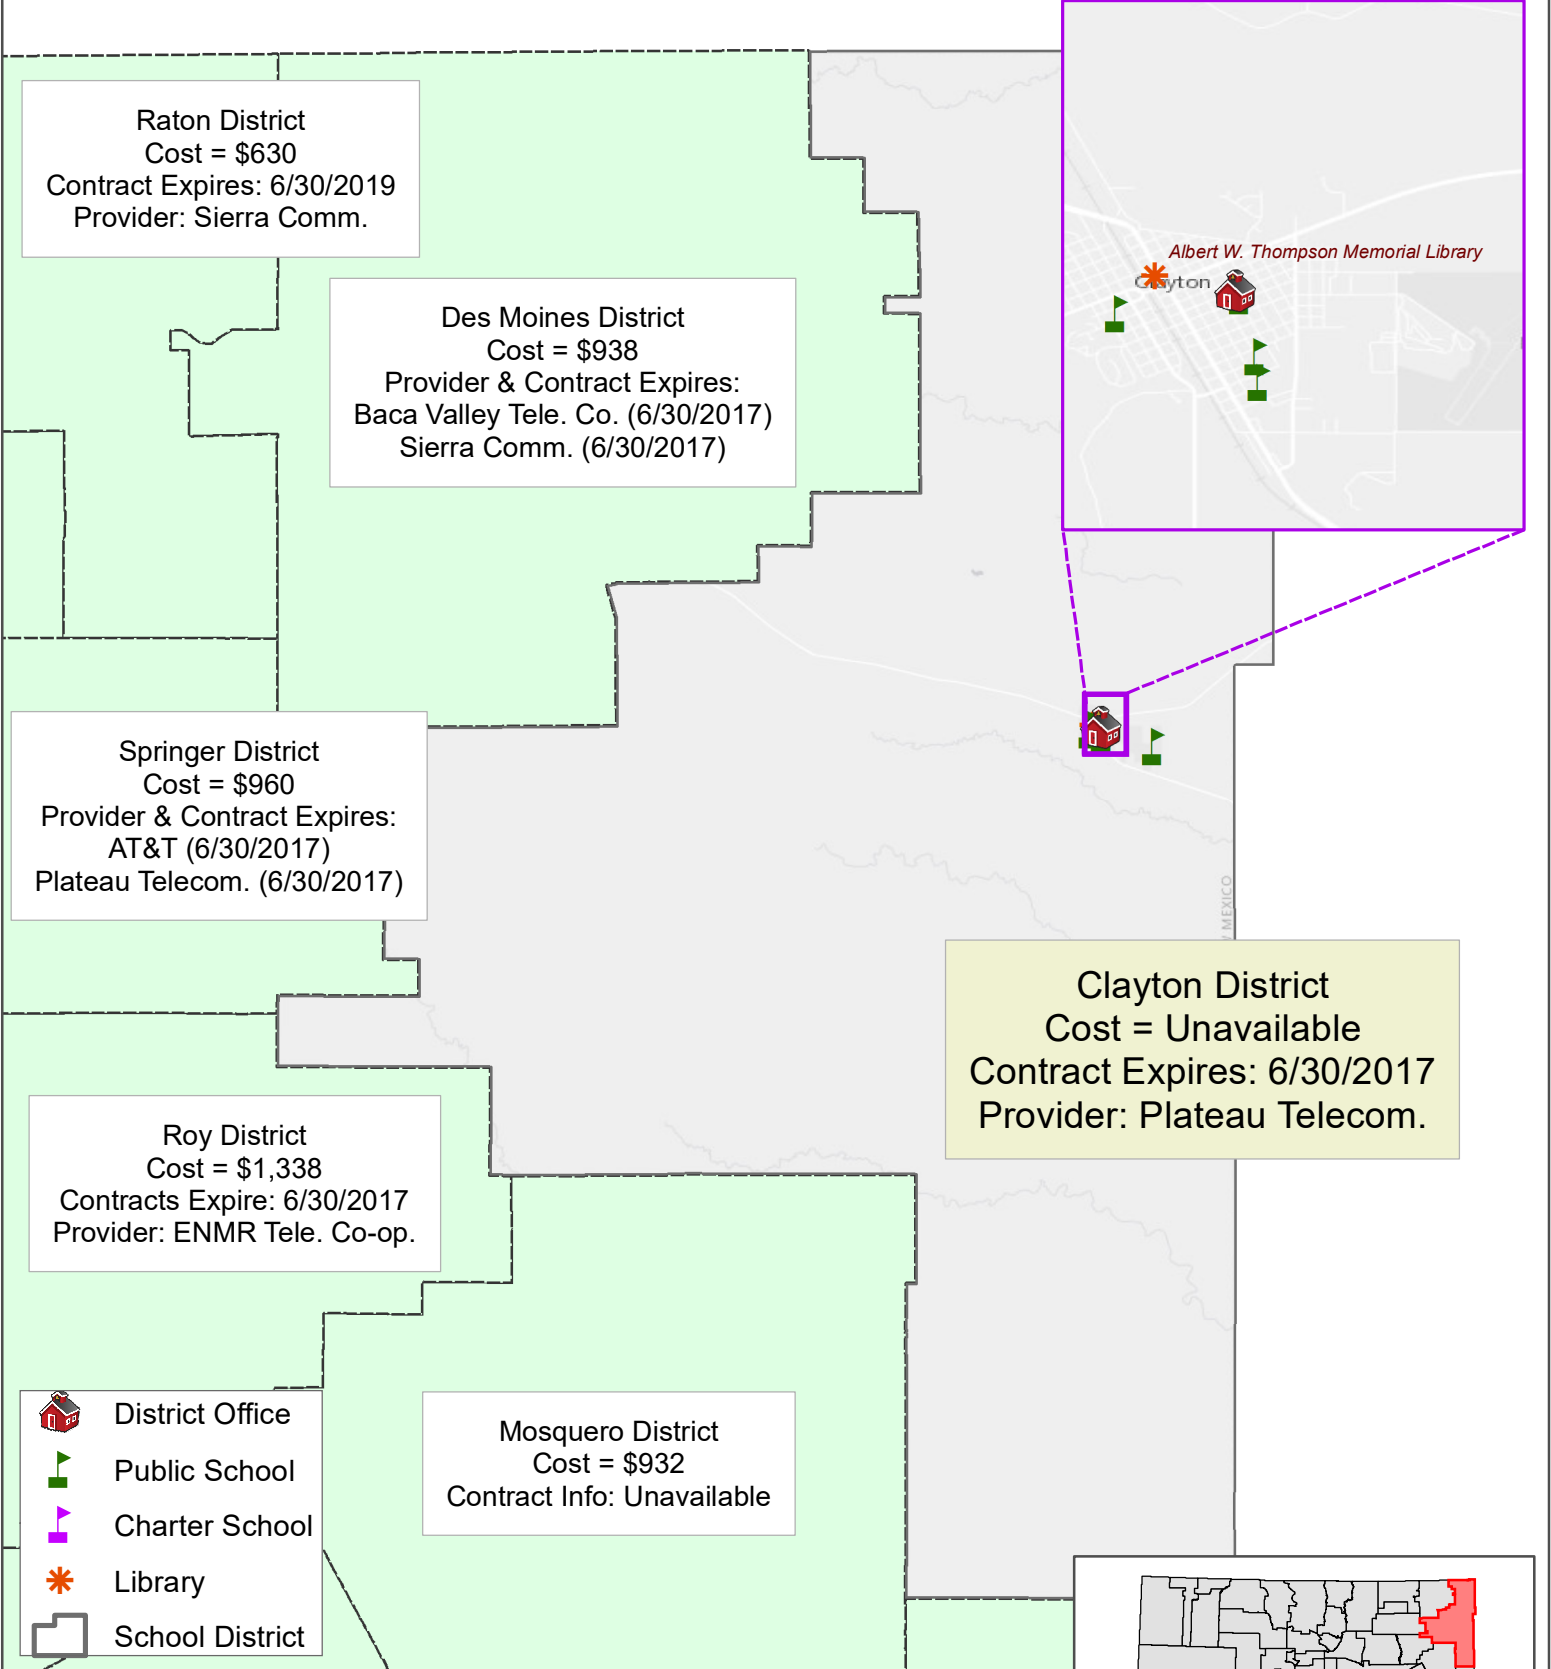 Raton District
Cost = $630
Contract Expires: 6/30/2019
Provider: Sierra Comm.
Des Moines District
Cost = $938
Provider & Contract Expires:
Baca Valley Tele. Co. (6/30/2017)
Sierra Comm. (6/30/2017)
Albert W. Thompson Memorial Library
Clayton
Springer District
Cost = $960
Provider & Contract Expires:
AT&T (6/30/2017)
Plateau Telecom. (6/30/2017)
MEXICO
Clayton District
Cost = Unavailable
Contract Expires: 6/30/2017
Provider: Plateau Telecom.
Roy District
Cost = $1,338
Contracts Expire: 6/30/2017
Provider: ENMR Tele. Co-op.
Mosquero District
Cost = $932
Contract Info: Unavailable
District Office
Public School
Charter School
Library
School District